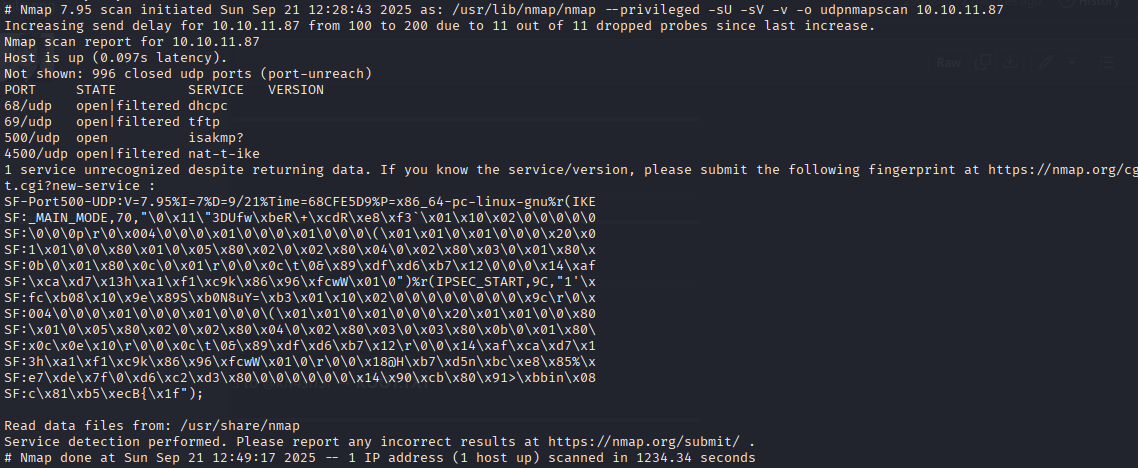 # Nmap 7.95 scan initiated Sun Sep 21 12:28:43 2025 as: /usr/lib/nmap/nmap --privileged -sU -sV -v -o udpnmapscan 10.10.11.87
Increasing send delay for 10.10.11.87 from 100 to 200 due to 11 out of 11 dropped probes since last increase.
Nmap scan report for 10.10.11.87
Host is up (0.097s latency).
Not shown: 996 closed udp ports (port-unreach)
PORT     STATE         SERVICE   VERSION
68/udp   open|filtered dhcpc
69/udp   open|filtered tftp
500/udp  open          isakmp?
4500/udp open|filtered nat-t-ike
1 service unrecognized despite returning data. If you know the service/version, please submit the following fingerprint at https://nmap.org/cg
t.cgi?new-service :
SF-Port500-UDP:V=7.95%I=7%D=9/21%Time=68CFE5D9%P=x86_64-pc-linux-gnu%r(IKE
SF:_MAIN_MODE,70,"\0\x11\"3DUfw\xbeR\+\xcdR\xe8\xf3`\x01\x10\x02\0\0\0\0\0
SF:\0\0\0p\r\0\x004\0\0\0\x01\0\0\0\x01\0\0\0\(\x01\x01\0\x01\0\0\0\x20\x0
SF:1\x01\0\0\x80\x01\0\x05\x80\x02\0\x02\x80\x04\0\x02\x80\x03\0\x01\x80\x
SF:0b\0\x01\x80\x0c\0\x01\r\0\0\x0c\t\0&\x89\xdf\xd6\xb7\x12\0\0\0\x14\xaf
SF:\xca\xd7\x13h\xa1\xf1\xc9k\x86\x96\xfcwW\x01\0")%r(IPSEC_START,9C,"1'\x
SF:fc\xb08\x10\x9e\x89S\xb0N8uY=\xb3\x01\x10\x02\0\0\0\0\0\0\0\x9c\r\0\x
SF:004\0\0\0\x01\0\0\0\x01\0\0\0\(\x01\x01\0\x01\0\0\0\x20\x01\x01\0\0\x80
SF:\x01\0\x05\x80\x02\0\x02\x80\x04\0\x02\x80\x03\0\x03\x80\x0b\0\x01\x80\
SF:x0c\x0e\x10\r\0\0\x0c\t\0&\x89\xdf\xd6\xb7\x12\r\0\0\x14\xaf\xca\xd7\x1
SF:3h\xa1\xf1\xc9k\x86\x96\xfcwW\x01\0\r\0\0\x18@H\xb7\xd5n\xbc\xe8\x85%\x
SF:e7\xde\x7f\0\xd6\xc2\xd3\x80\0\0\0\0\0\0\x14\x90\xcb\x80\x91>\xbbin\x08
SF:c\x81\xb5\xecB{\x1f");
Read data files from: /usr/share/nmap
Service detection performed. Please report any incorrect results at https://nmap.org/submit/ .
# Nmap done at Sun Sep 21 12:49:17 2025 -- 1 IP address (1 host up) scanned in 1234.34 seconds